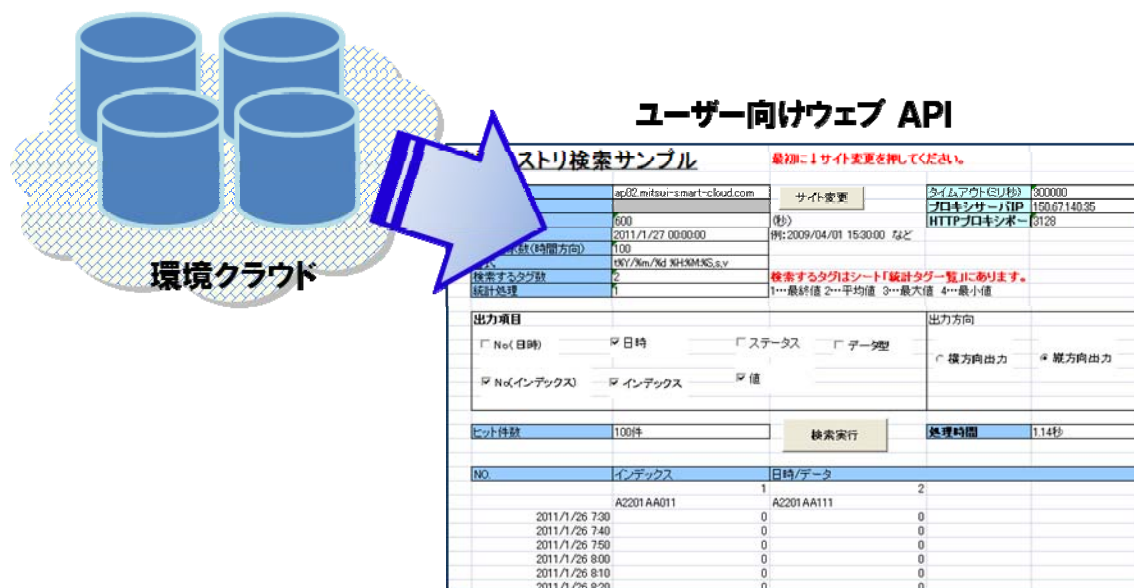 環境クラウド
ユーザー向けウェブ API
ストリ検索サンプル
最初に↓サイト変更を押してください。
ap02.mitsui-smart-cloud.com
サイト変更
タイムアウト(ミリ秒) 300000
プロキシサーバIP 150.67.140.35
600 (秒) HTTPプロキシポー 3128
2011/1/27 00:00:00 例:2009/04/01 15:30:00 など
数(時間方向) 100
%Y/%m/%d %H:%M:%S,s,v
検索するタグ数 2 検索するタグはシート「統計タグ一覧」にあります。
統計処理 1 1…最終値 2…平均値 3…最大値 4…最小値
出力項目 出力方向
No(日時) 日時 ステータス データ型
横方向出力 縦方向出力
No(インデックス) インデックス 値
ヒット件数 100件 検索実行 処理時間 1.14秒
NO. インデックス 日時/データ
1 2
A2201AA011 A2201AA111
2011/1/26 7:30 0 0
2011/1/26 7:40 0 0
2011/1/26 7:50 0 0
2011/1/26 8:00 0 0
2011/1/26 8:10 0 0
2011/1/26 8:20 0 0